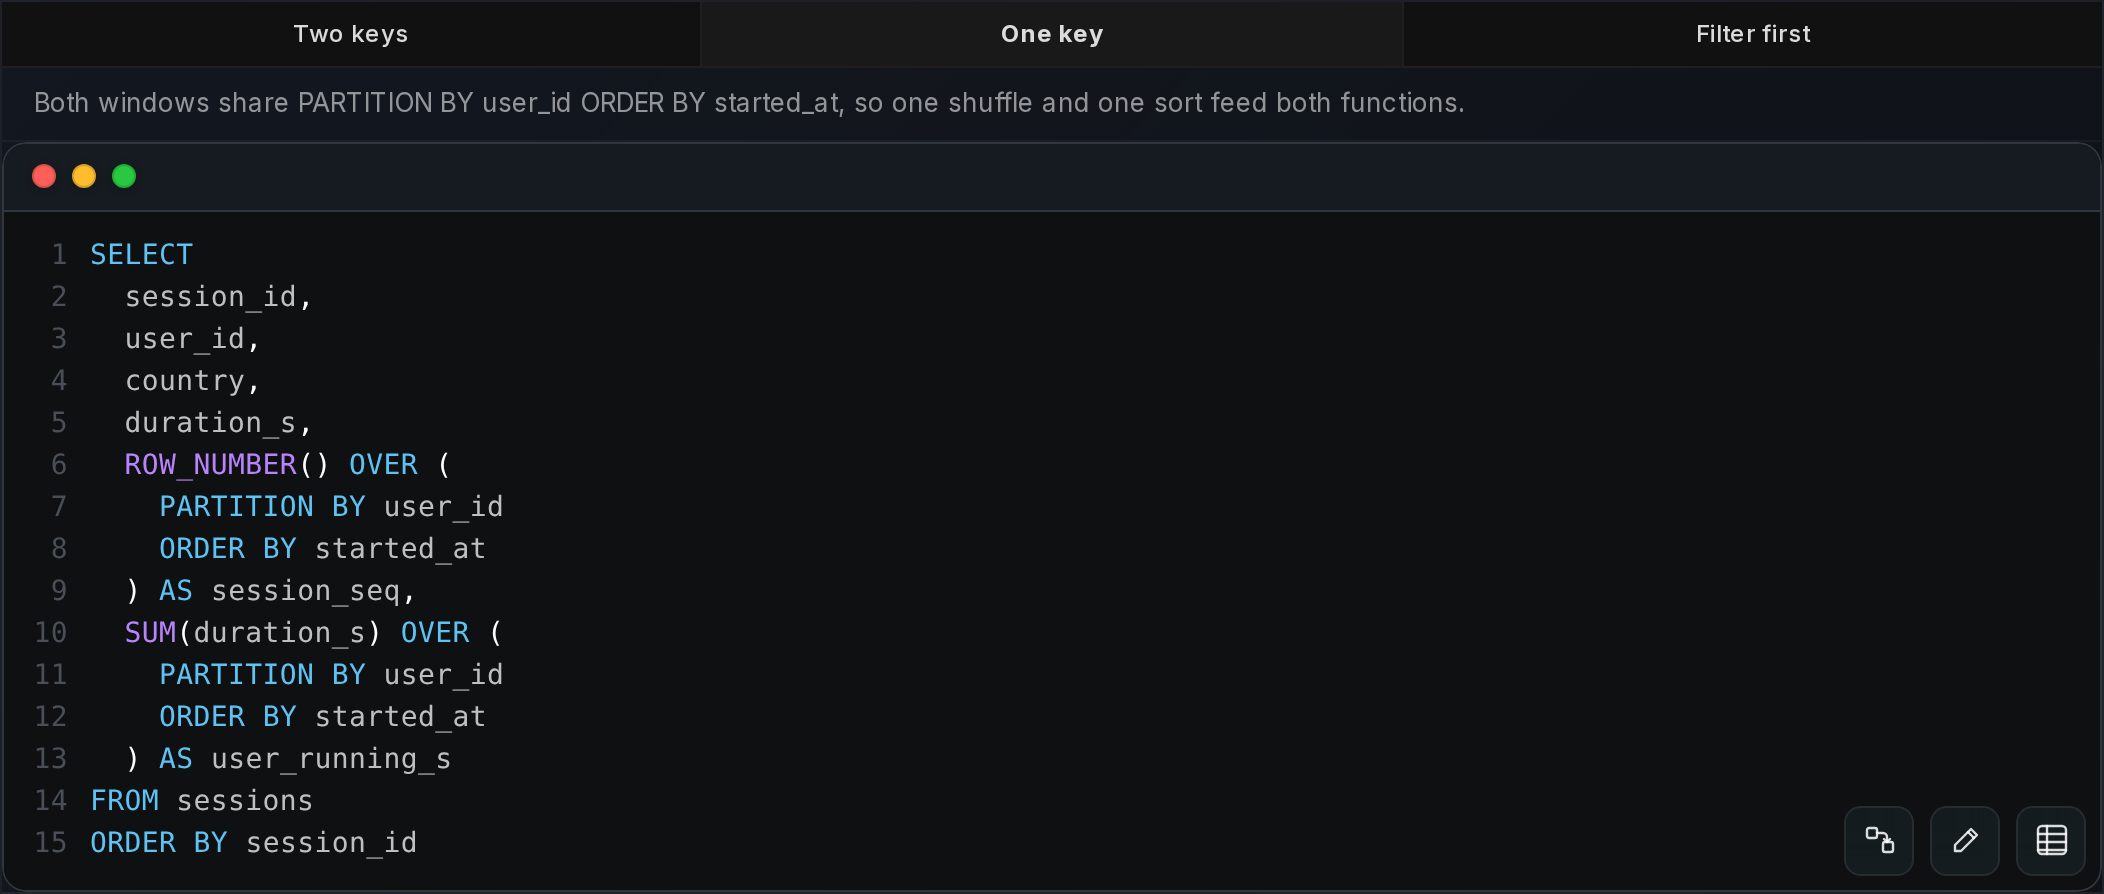 Two keys
One key
Filter first
Both windows share PARTITION BY user_id ORDER BY started_at, so one shuffle and one sort feed both functions.
1 SELECT
2   session_id,
3   user_id,
4   country,
5   duration_s,
6   ROW_NUMBER() OVER (
7     PARTITION BY user_id
8     ORDER BY started_at
9   ) AS session_seq,
10   SUM(duration_s) OVER (
11     PARTITION BY user_id
12     ORDER BY started_at
13   ) AS user_running_s
14 FROM sessions
15 ORDER BY session_id